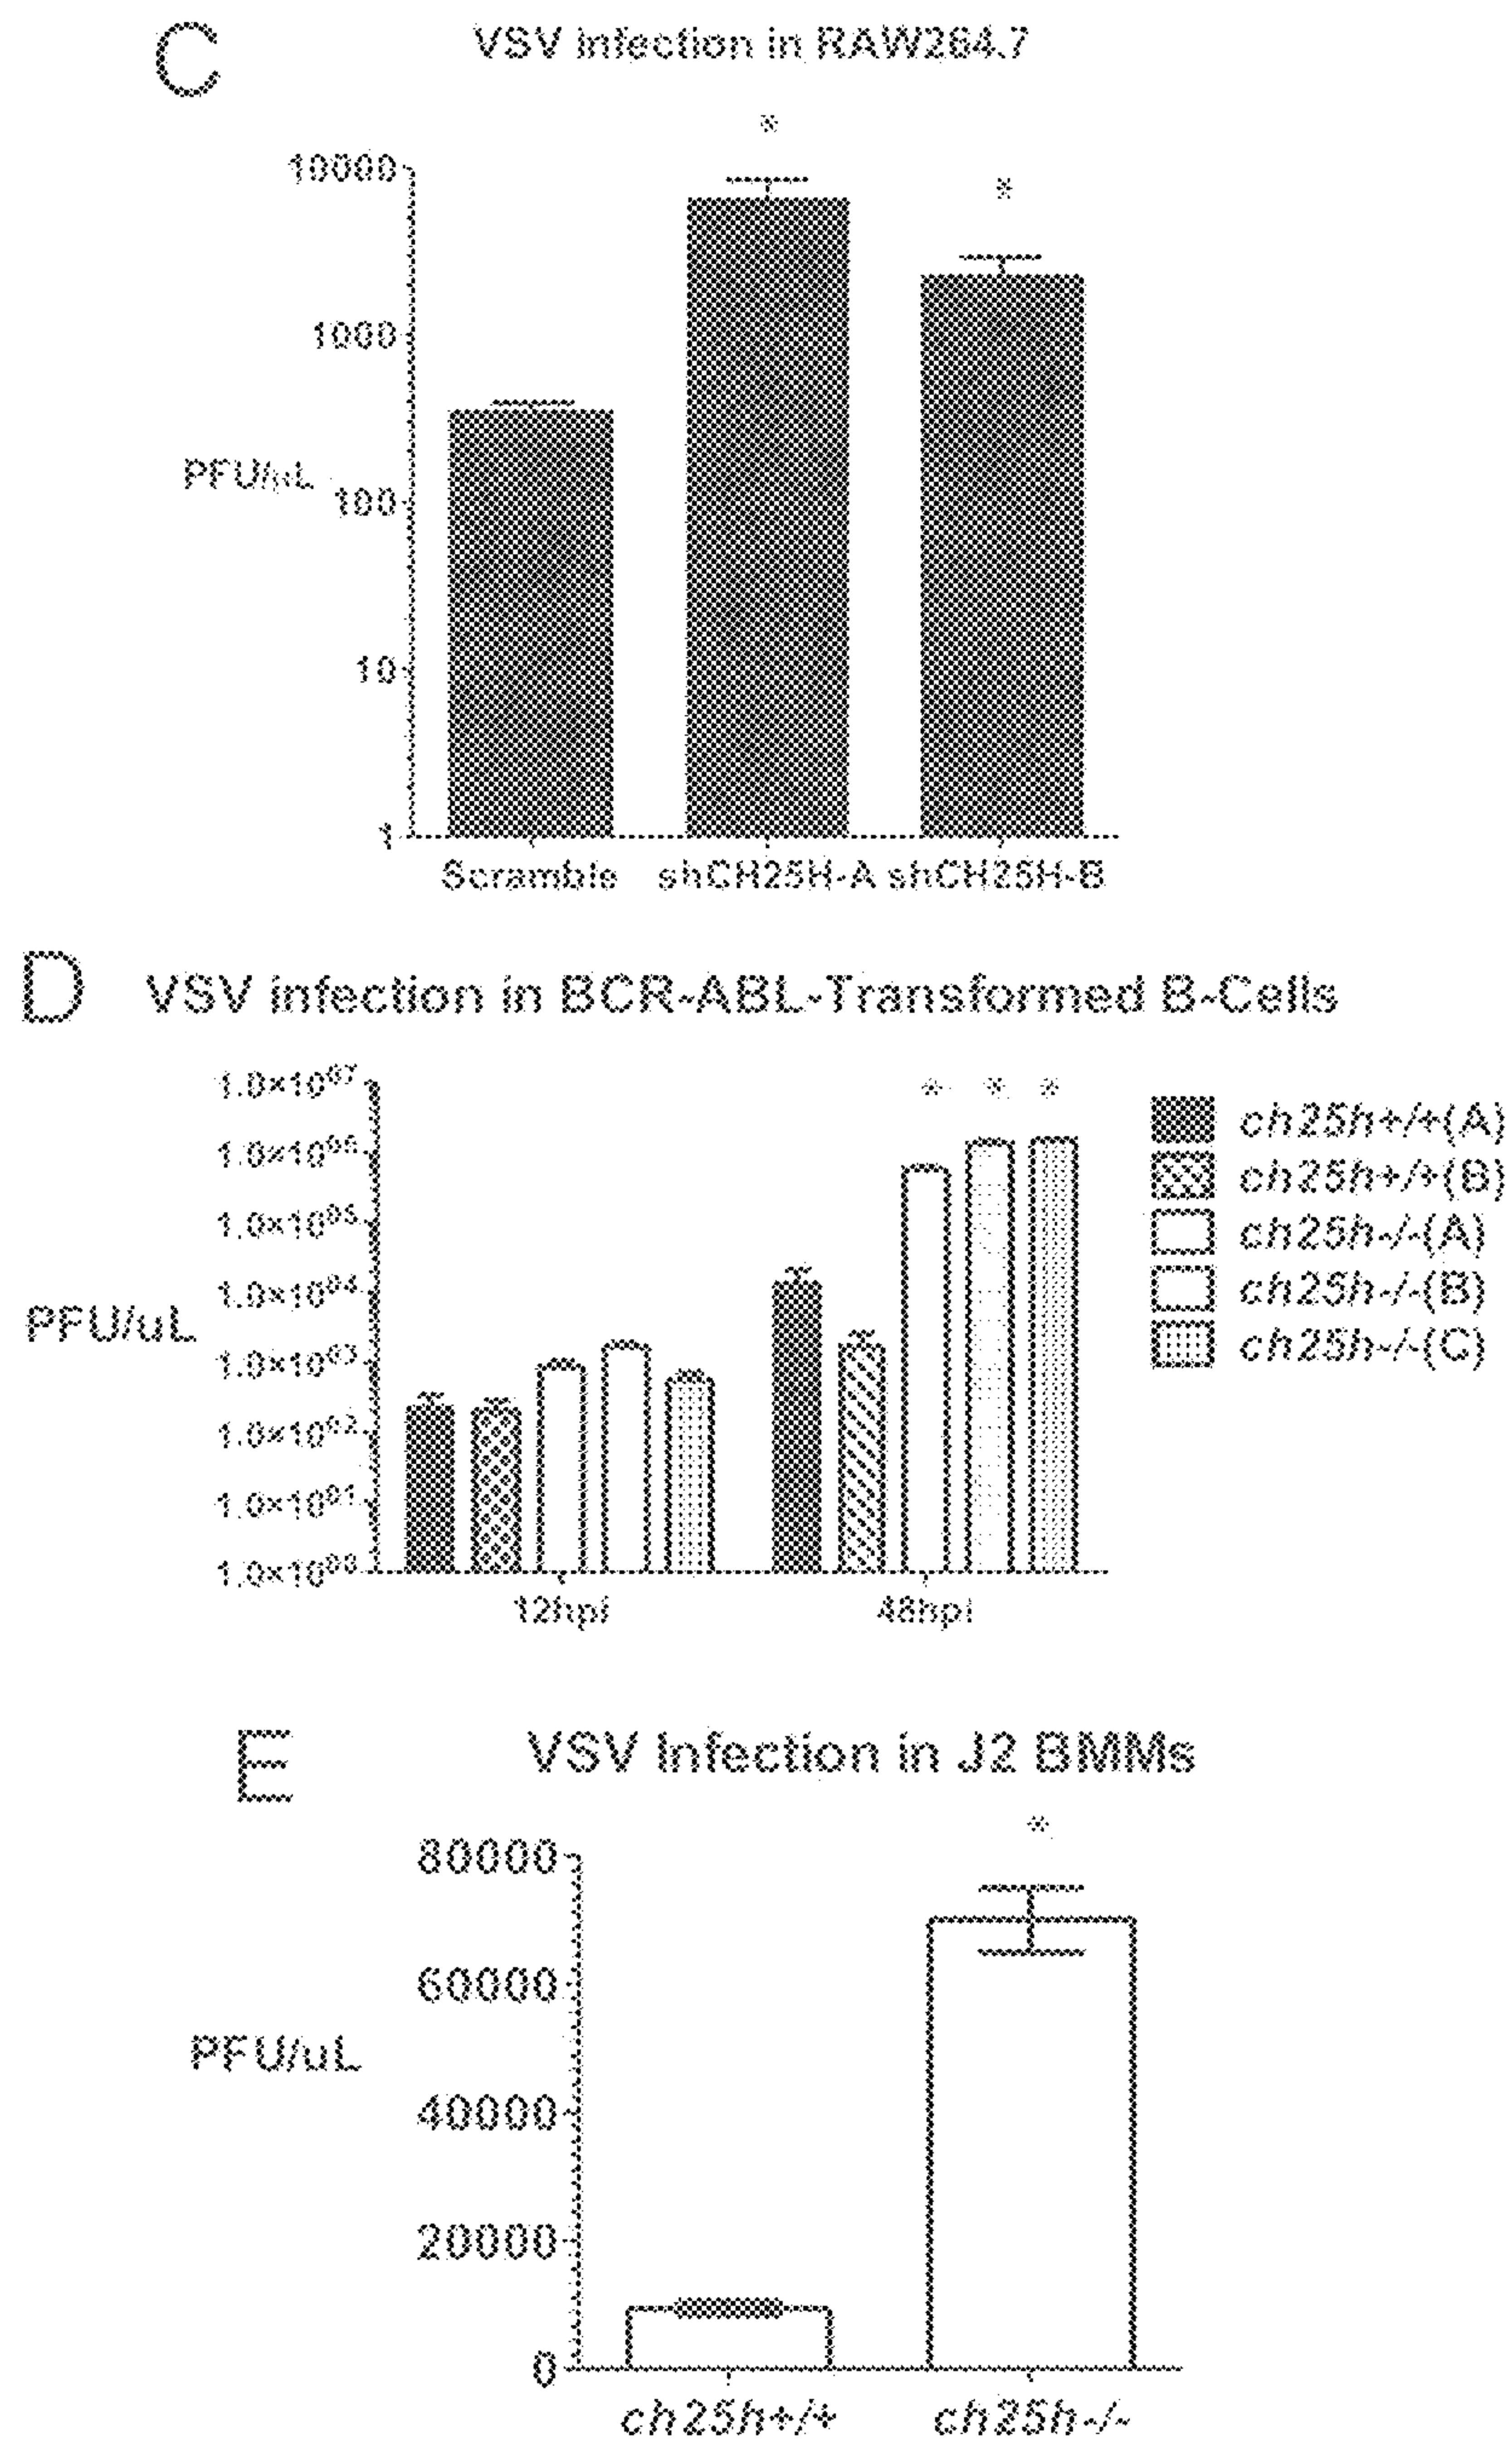 C
VSV infection in RAW264.7
*
*
10000
1000
PFU/μL
100
10
1
Scramble shCH25H-A shCH25H-B
D VSV infection in BCR-ABL-Transformed B-Cells
* * *
1.0×10^07
1.0×10^06
1.0×10^05
1.0×10^04
1.0×10^03
1.0×10^02
1.0×10^01
1.0×10^00
PFU/uL
12hpi 48hpi
ch25h+/+(A)
ch25h+/+(B)
ch25h-/-(A)
ch25h-/-(B)
ch25h-/-(C)
E VSV Infection in J2 BMMs
*
80000
60000
PFU/uL
40000
20000
0
ch25h+/+ ch25h-/-